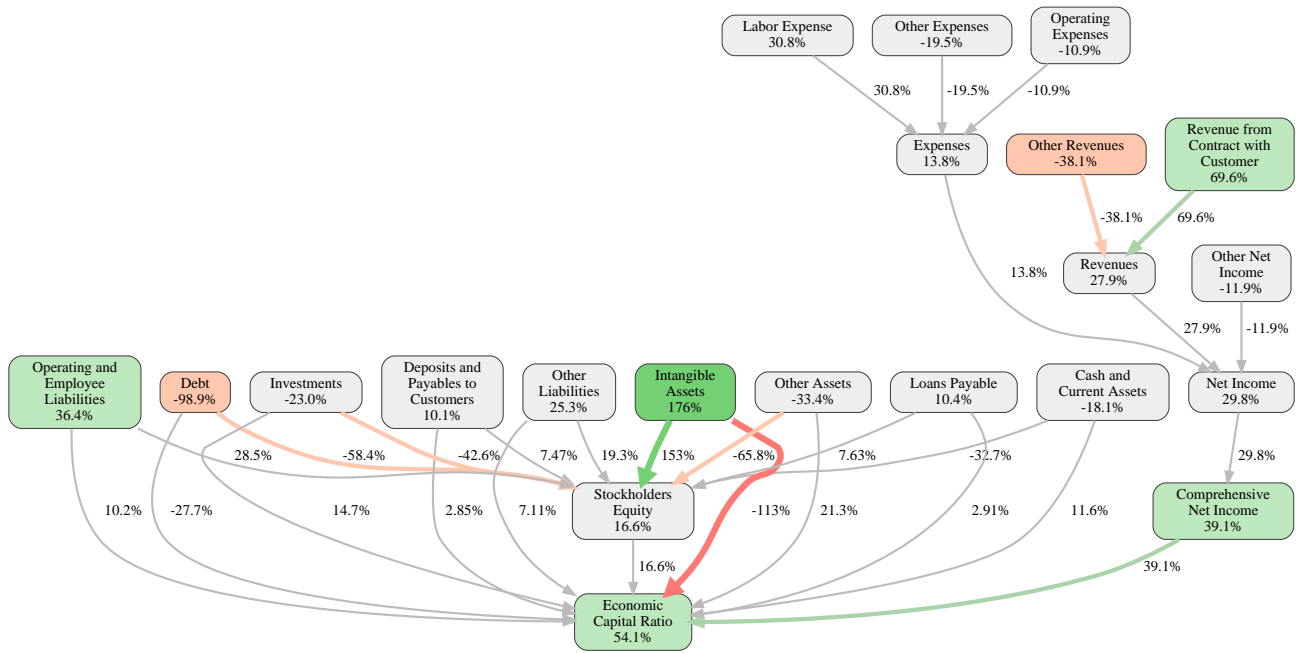 Labor Expense
30.8%
Other Expenses
-19.5%
Operating
Expenses
-10.9%
30.8%
-19.5%
-10.9%
Expenses
13.8%
Other Revenues
-38.1%
Revenue from
Contract with
Customer
69.6%
-38.1%
69.6%
Revenues
27.9%
Other Net
Income
-11.9%
13.8%
27.9%
-11.9%
Operating and
Employee
Liabilities
36.4%
Debt
-98.9%
Investments
-23.0%
Deposits and
Payables to
Customers
10.1%
Other
Liabilities
25.3%
Intangible
Assets
176%
Other Assets
-33.4%
Loans Payable
10.4%
Cash and
Current Assets
-18.1%
Net Income
29.8%
28.5%
-58.4%
-42.6%
7.47%
19.3%
153%
-65.8%
7.63%
-32.7%
29.8%
Stockholders
Equity
16.6%
Comprehensive
Net Income
39.1%
10.2%
-27.7%
14.7%
2.85%
7.11%
-113%
21.3%
2.91%
11.6%
16.6%
39.1%
Economic
Capital Ratio
54.1%